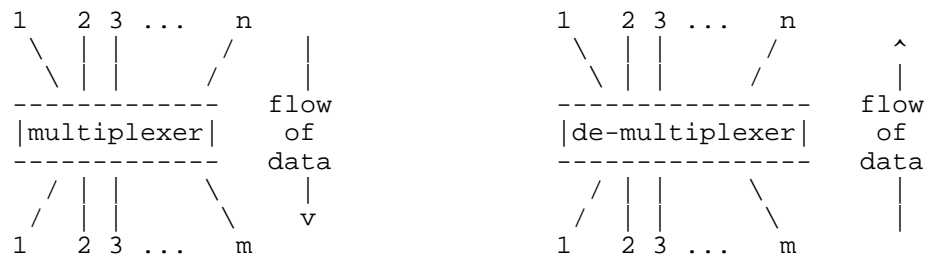 1 2 3 ... n 1 2 3 ... n
flow flow
|multiplexer| of |de-multiplexer| of
data data
v
1 2 3 ... m 1 2 3 ... m